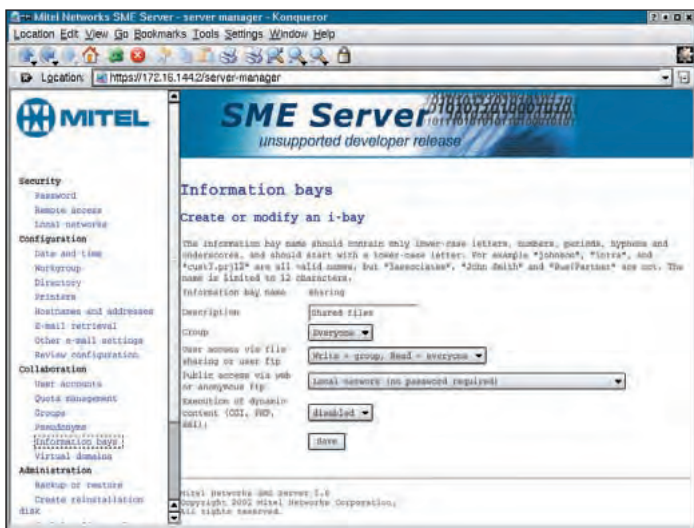 Mitel Networks SME Server - server manager - Konqueror
Location Edit View Go Bookmarks Tools Settings Window Help
Location: https://172.16.144.2/server-manager
MITEL
SME Server
unsupported developer release
Security
Password
Remote access
Local networks
Configuration
Date and time
Workgroup
Directory
Printers
Hostnames and addresses
E-mail retrieval
Other e-mail settings
Review configuration
Collaboration
User accounts
Quota management
Groups
Pseudonyms
Information bays
Virtual domains
Administration
Backup or restore
Create reinstallation
disk
Information bays
Create or modify an i-bay
The information bay name should contain only lower-case letters, numbers, periods, hyphens and
underscores, and should start with a lower-case letter. For example "johnson", "intra", and
"cust3.prj12" are all valid names, but "3associates", "John Smith" and "Bus!Partner" are not. The
name is limited to 12 characters.
Information bay name sharing
Description Shared files
Group Everyone
User access via file
sharing or user ftp Write = group, Read = everyone
Public access via web
or anonymous ftp Local network (no password required)
Execution of dynamic
content (CGI, PHP,
SSI): disabled
Save
Mitel Networks SME Server 5.6
Copyright 2002 Mitel Networks Corporation,
All rights reserved.